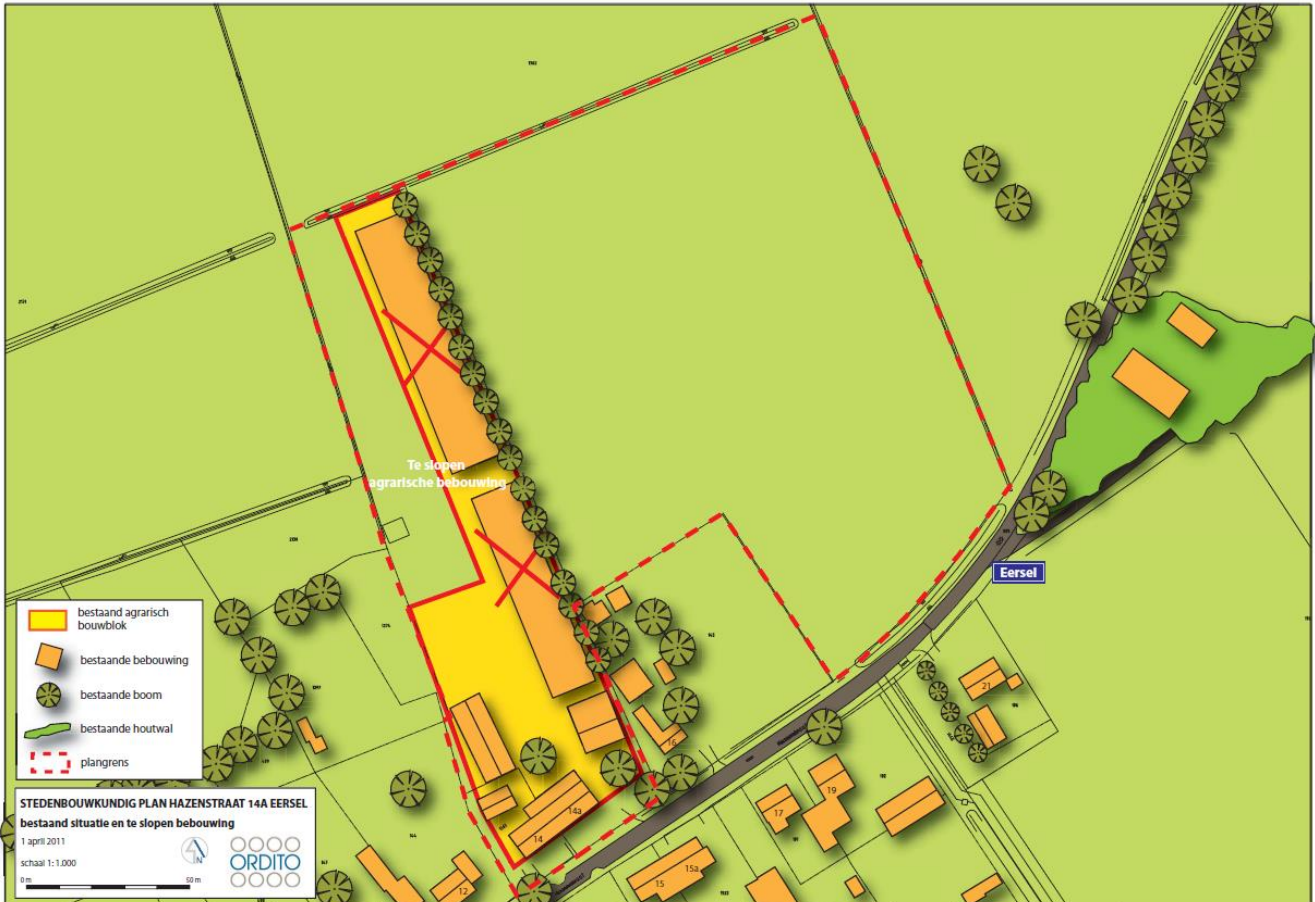 Te slopen
agrarische bebouwing
Eersel
bestaand agrarisch
bouwblok
bestaande bebouwing
bestaande boom
bestaande houtwal
plangrens
STEDENBOUWKUNDIG PLAN HAZENSTRAAT 14A EERSEL
bestaand situatie en te slopen bebouwing
1 april 2011
schaal 1:1.000
0 m
50 m
N
ORDITO
14a
14
16
12
15
15a
17
19
21